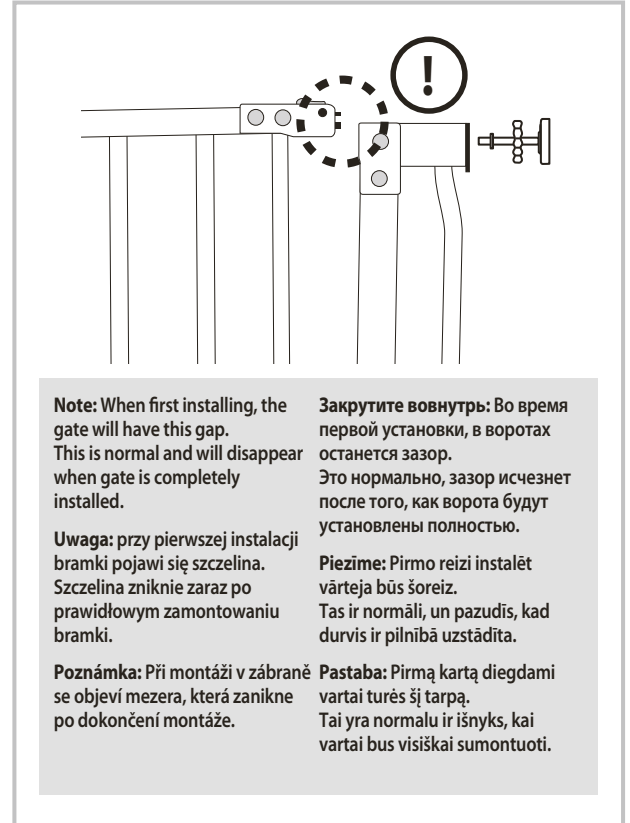 !
Note: When first installing, the
gate will have this gap.
This is normal and will disappear
when gate is completely
installed.
Uwaga: przy pierwszej instalacji
bramki pojawi się szczelina.
Szczelina zniknie zaraz po
prawidłowym zamontowaniu
bramki.
Poznámka: Při montáži v zábraně
se objeví mezera, která zanikne
po dokončení montáže.
Закрутите вовнутрь: Во время
первой установки, в воротах
останется зазор.
Это нормально, зазор исчезнет
после того, как ворота будут
установлены полностью.
Piezīme: Pirmo reizi instalēt
vārteja būs šoreiz.
Tas ir normāli, un pazudīs, kad
durvis ir pilnībā uzstādīta.
Pastaba: Pirmą kartą diegdami
vartai turės šį tarpą.
Tai yra normalu ir išnyks, kai
vartai bus visiškai sumontuoti.